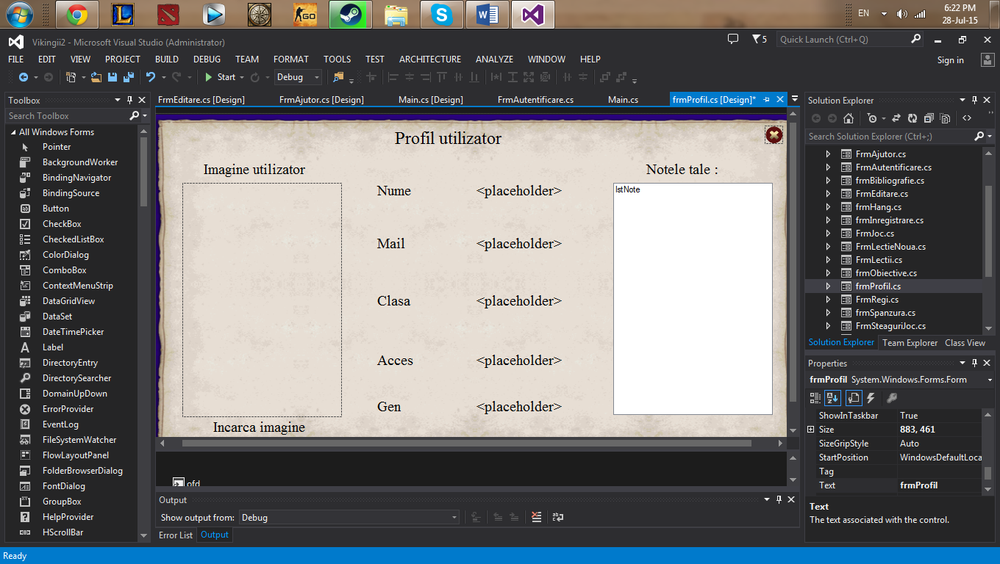 GO
EN
6:22 PM
28-Jul-15
Vikingii2 - Microsoft Visual Studio (Administrator)
5
Quick Launch (Ctrl+Q)
FILE EDIT VIEW PROJECT BUILD DEBUG TEAM FORMAT TOOLS TEST ARCHITECTURE ANALYZE WINDOW HELP
Sign in
Start
Debug
Toolbox
Search Toolbox
All Windows Forms
Pointer
BackgroundWorker
BindingNavigator
BindingSource
Button
CheckBox
CheckedListBox
ColorDialog
ComboBox
ContextMenuStrip
DataGridView
DataSet
DateTimePicker
Label
DirectoryEntry
DirectorySearcher
DomainUpDown
ErrorProvider
EventLog
FileSystemWatcher
FlowLayoutPanel
FolderBrowserDialog
FontDialog
GroupBox
HelpProvider
HScrollBar
FrmEditare.cs [Design] FrmAjutor.cs [Design] Main.cs [Design] FrmAutentificare.cs Main.cs frmProfil.cs [Design]*
Profil utilizator
Imagine utilizator
Notele tale :
Nume <placeholder>
lstNote
Mail <placeholder>
Clasa <placeholder>
Acces <placeholder>
Gen <placeholder>
Incarca imagine
ofd
Output
Show output from: Debug
Error List Output
Solution Explorer
Search Solution Explorer (Ctrl+;)
FrmAjutor.cs
FrmAutentificare.cs
frmBibliografie.cs
FrmEditare.cs
frmHang.cs
frmInregistrare.cs
FrmJoc.cs
FrmLectieNoua.cs
FrmLectii.cs
frmObiective.cs
frmProfil.cs
FrmRegi.cs
frmSpanzura.cs
FrmSteaguriJoc.cs
Solution Explorer Team Explorer Class View
Properties
frmProfil System.Windows.Forms.Form
ShowInTaskbar True
Size 883, 461
SizeGripStyle Auto
StartPosition WindowsDefaultLoca
Tag
Text frmProfil
Text
The text associated with the control.
Ready